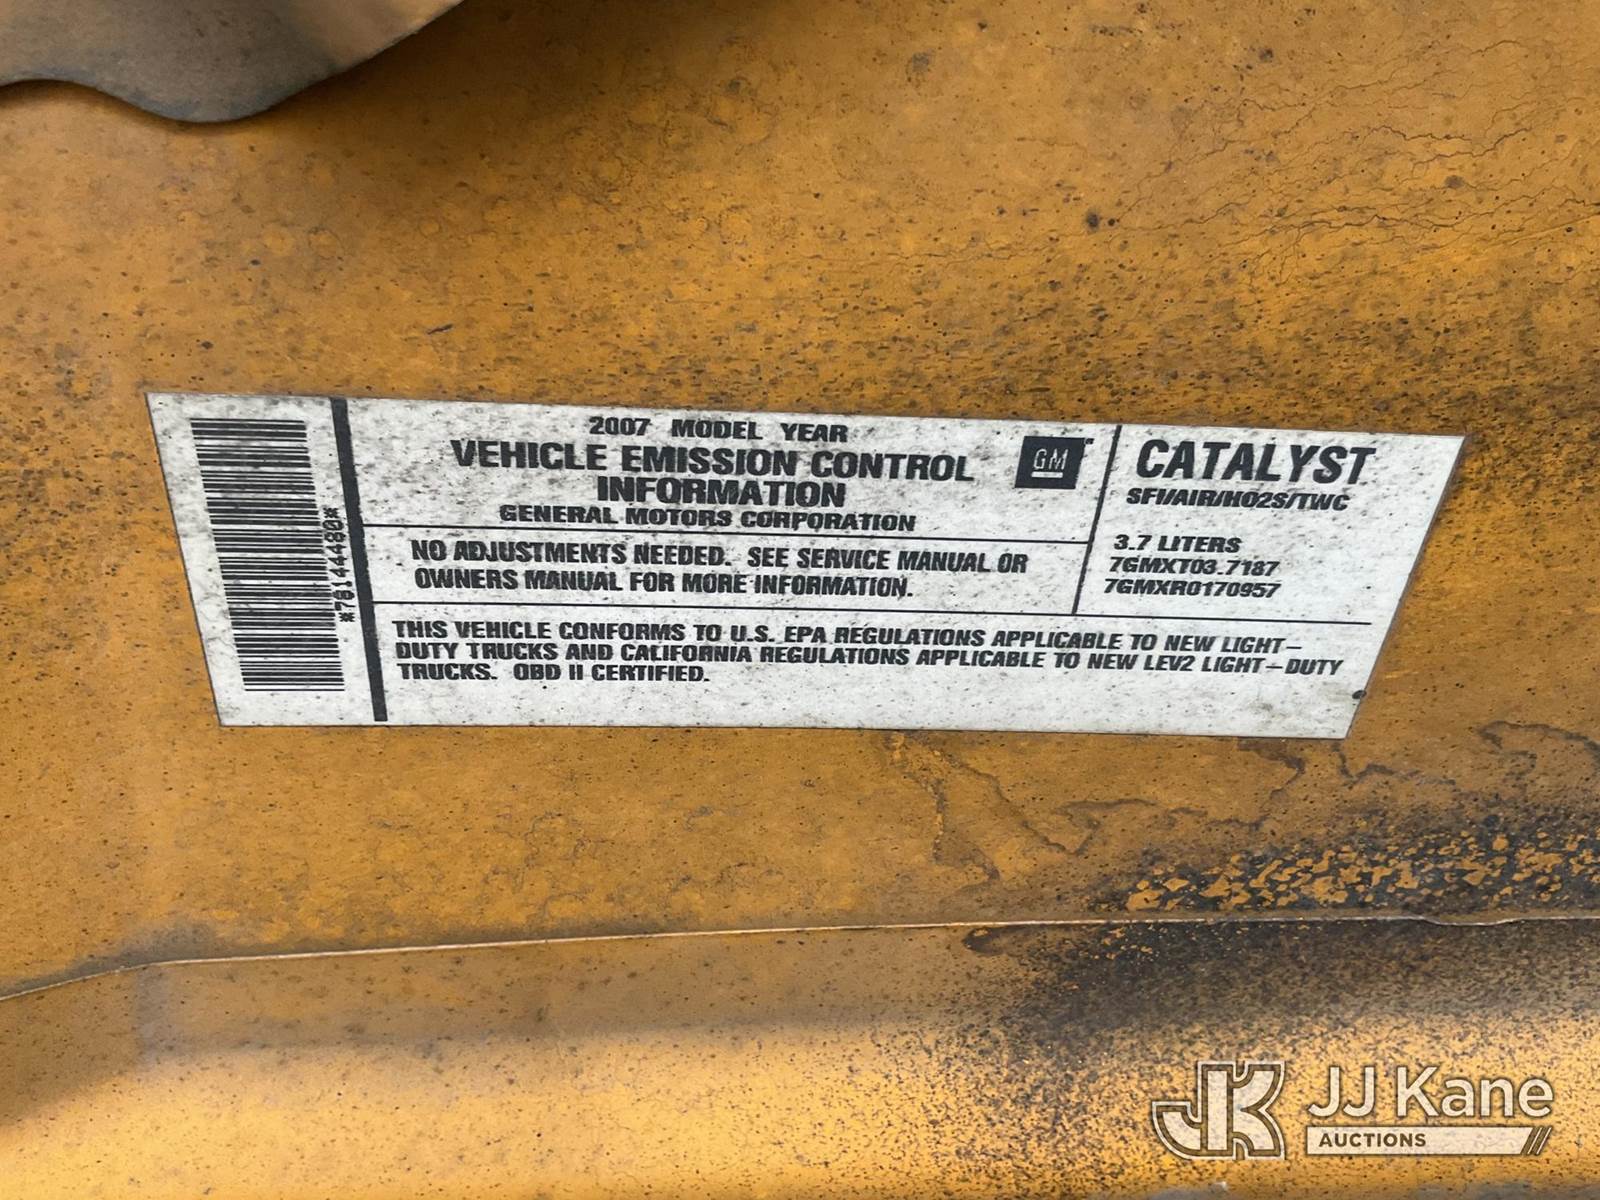 *78144480*
2007 MODEL YEAR
VEHICLE EMISSION CONTROL
INFORMATION
GENERAL MOTORS CORPORATION
GM
NO ADJUSTMENTS NEEDED. SEE SERVICE MANUAL OR
OWNERS MANUAL FOR MORE INFORMATION.
CATALYST
SFI/AIR/HO2S/TWC
3.7 LITERS
7GMXT03.7187
7GMXR0170957
THIS VEHICLE CONFORMS TO U.S. EPA REGULATIONS APPLICABLE TO NEW LIGHT-
DUTY TRUCKS AND CALIFORNIA REGULATIONS APPLICABLE TO NEW LEV2 LIGHT-DUTY
TRUCKS. OBD II CERTIFIED.
JK JJ Kane
AUCTIONS